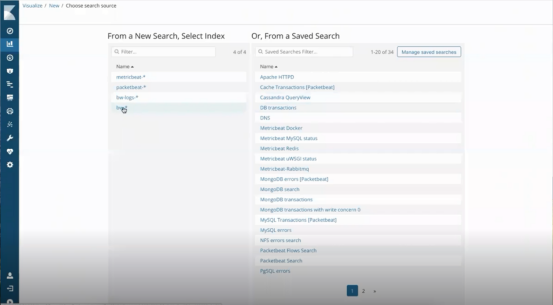 Visualize / New / Choose search source
From a New Search, Select Index
Filter...
4 of 4
Name
metricbeat-*
packetbeat-*
bw-logs-*
Or, From a Saved Search
Saved Searches Filter...
1-20 of 34
Manage saved searches
Name
Apache HTTPD
Cache Transactions [Packetbeat]
Cassandra QueryView
DB transactions
DNS
Metricbeat Docker
Metricbeat MySQL status
Metricbeat Redis
Metricbeat uWSGI status
Metricbeat-Rabbitmq
MongoDB errors [Packetbeat]
MongoDB search
MongoDB transactions
MongoDB transactions with write concern 0
MySQL Transactions [Packetbeat]
MySQL errors
NFS errors search
Packetbeat Flows Search
Packetbeat Search
PgSQL errors
1 2 »